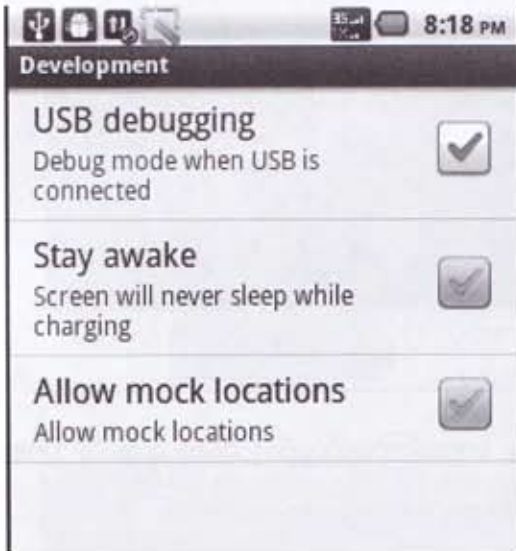 8:18 PM
Development
USB debugging
Debug mode when USB is
connected
Stay awake
Screen will never sleep while
charging
Allow mock locations
Allow mock locations